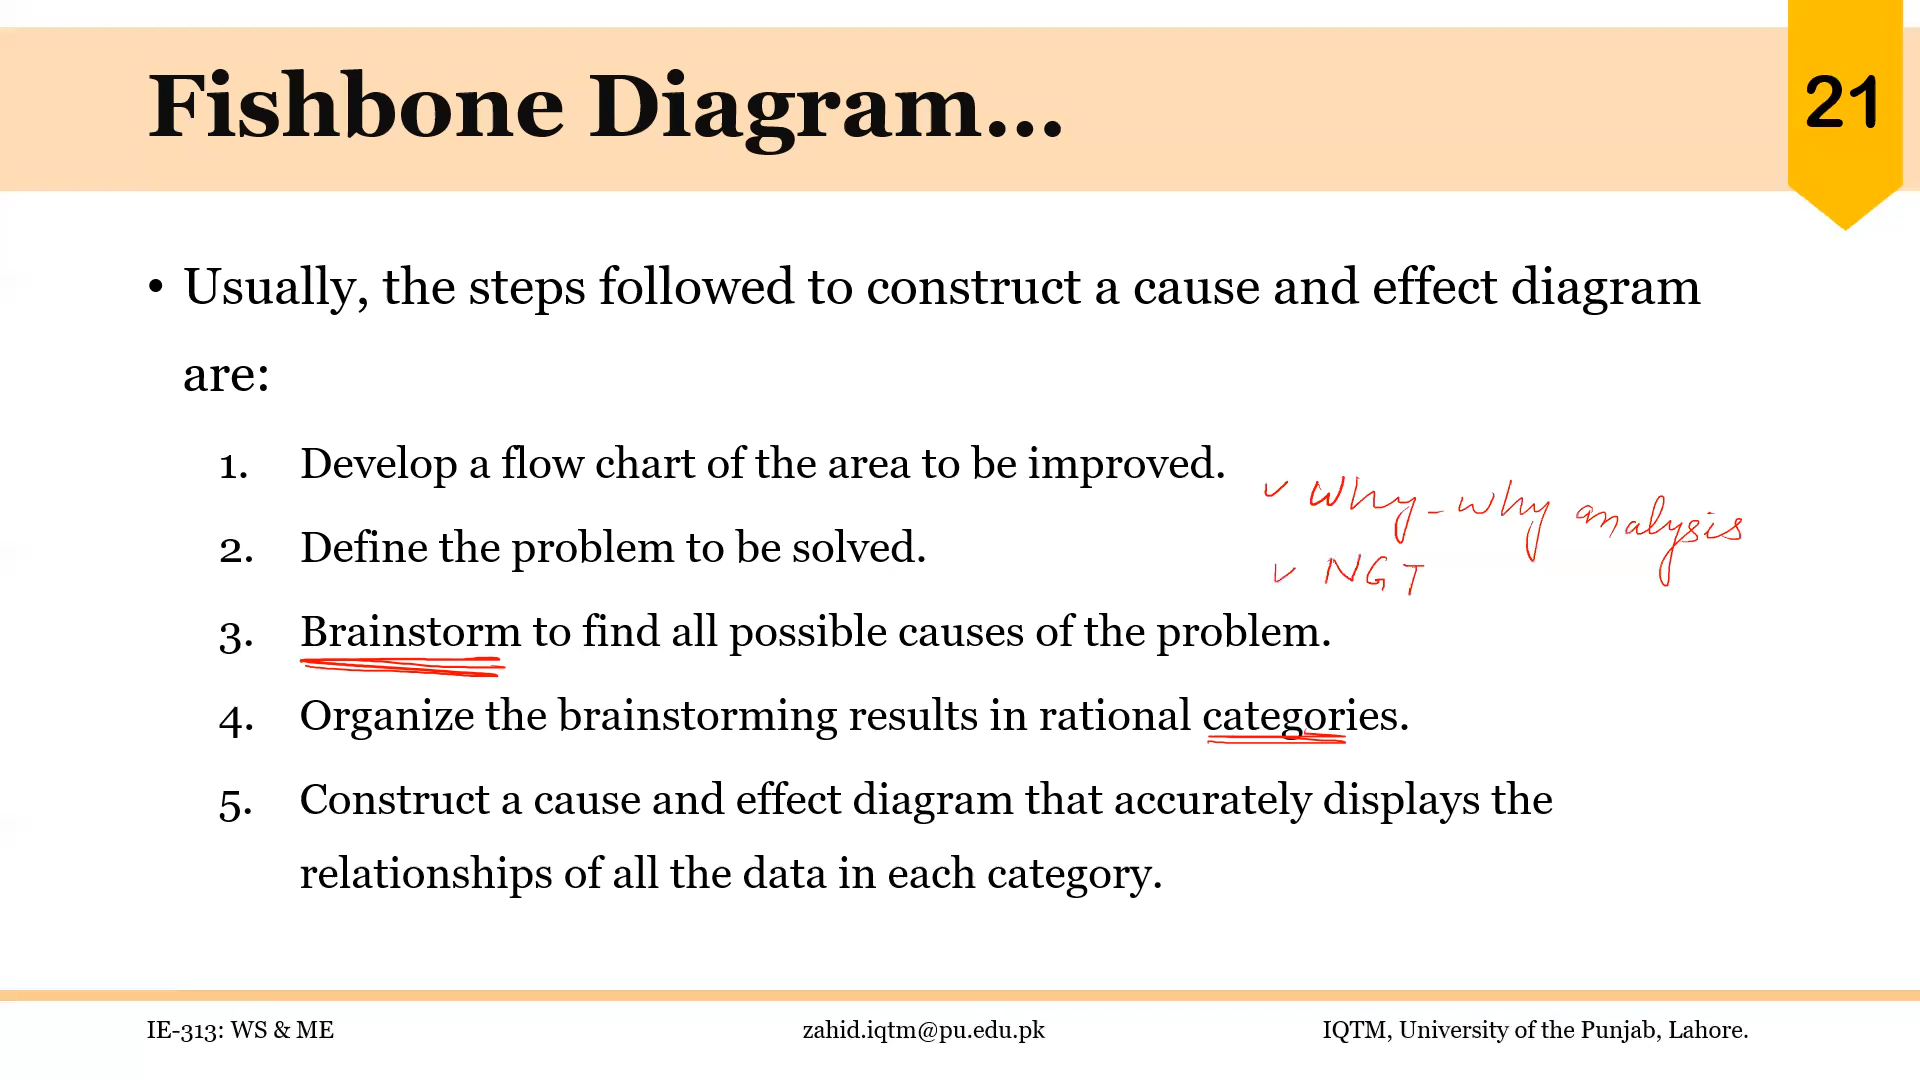 Fishbone Diagram...
21
• Usually, the steps followed to construct a cause and effect diagram
are:
1. Develop a flow chart of the area to be improved.
✓ Why-why analysis
2. Define the problem to be solved.
✓ NGT
3. Brainstorm to find all possible causes of the problem.
4. Organize the brainstorming results in rational categories.
5. Construct a cause and effect diagram that accurately displays the
relationships of all the data in each category.
IE-313: WS & ME
zahid.iqtm@pu.edu.pk
IQTM, University of the Punjab, Lahore.